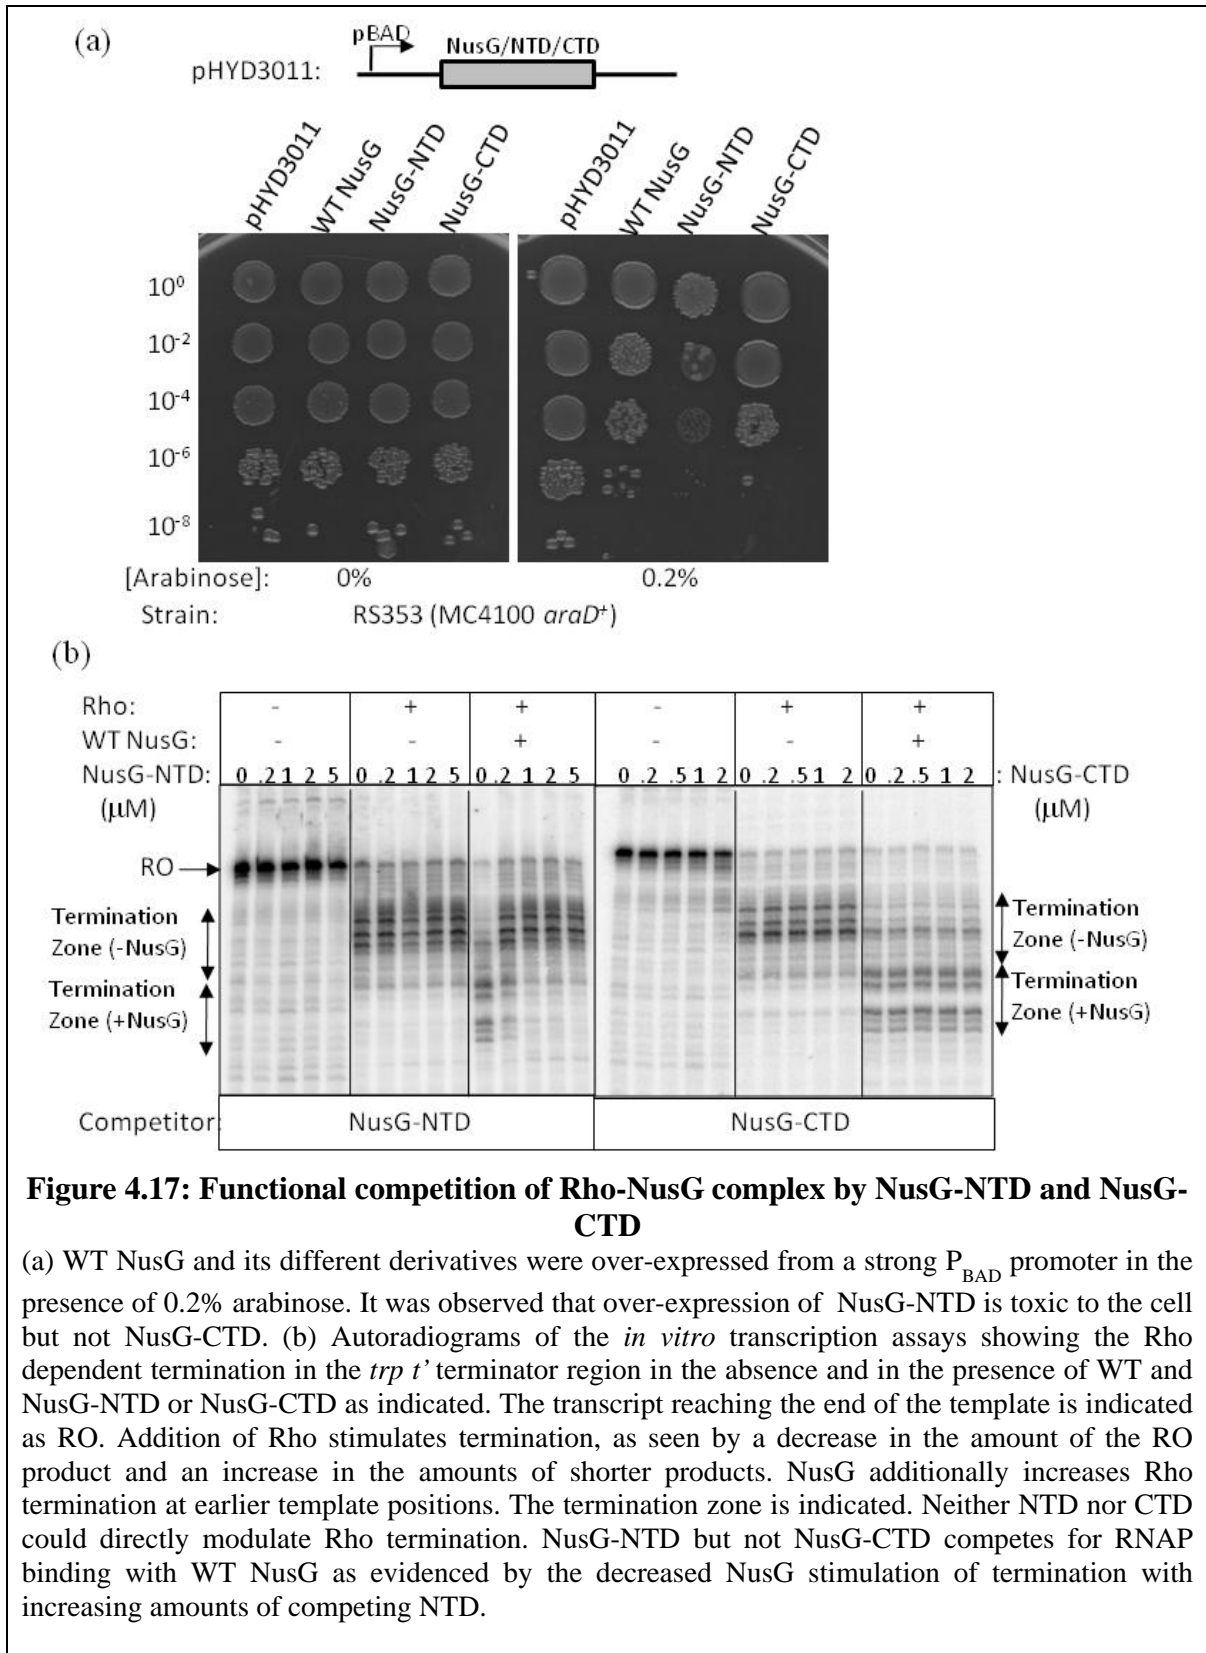 (a)
pBAD
NusG/NTD/CTD
pHYD3011:
pHYD3011 WT NusG NusG-NTD NusG-CTD pHYD3011 WT NusG NusG-NTD NusG-CTD
10⁰
10⁻²
10⁻⁴
10⁻⁶
10⁻⁸
[Arabinose]: 0% 0.2%
Strain: RS353 (MC4100 araD⁺)
(b)
Rho: - + + - + +
WT NusG: - - + - - +
NusG-NTD: 0 .2 1 2 5 0 .2 1 2 5 0 .2 1 2 5 0 .2 .5 1 2 0 .2 .5 1 2 0 .2 .5 1 2 : NusG-CTD
(μM) (μM)
RO
Termination Termination
Zone (-NusG) Zone (-NusG)
Termination Termination
Zone (+NusG) Zone (+NusG)
Competitor: NusG-NTD NusG-CTD
Figure 4.17: Functional competition of Rho-NusG complex by NusG-NTD and NusG-
CTD
(a) WT NusG and its different derivatives were over-expressed from a strong P_BAD promoter in the
presence of 0.2% arabinose. It was observed that over-expression of NusG-NTD is toxic to the cell
but not NusG-CTD. (b) Autoradiograms of the in vitro transcription assays showing the Rho
dependent termination in the trp t’ terminator region in the absence and in the presence of WT and
NusG-NTD or NusG-CTD as indicated. The transcript reaching the end of the template is indicated
as RO. Addition of Rho stimulates termination, as seen by a decrease in the amount of the RO
product and an increase in the amounts of shorter products. NusG additionally increases Rho
termination at earlier template positions. The termination zone is indicated. Neither NTD nor CTD
could directly modulate Rho termination. NusG-NTD but not NusG-CTD competes for RNAP
binding with WT NusG as evidenced by the decreased NusG stimulation of termination with
increasing amounts of competing NTD.